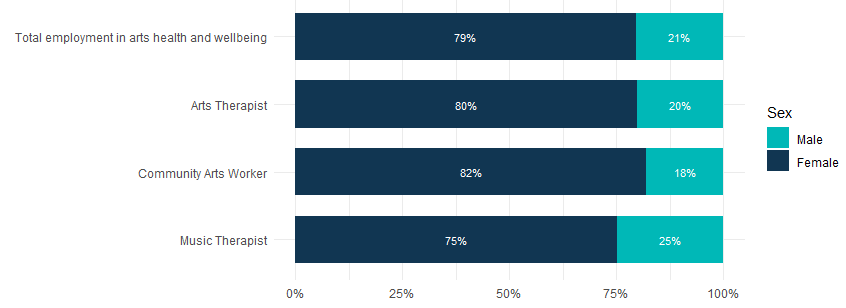 Total employment in arts health and wellbeing 79% 21%
Arts Therapist 80% 20%
Community Arts Worker 82% 18%
Music Therapist 75% 25%
0% 25% 50% 75% 100%
Sex
Male
Female